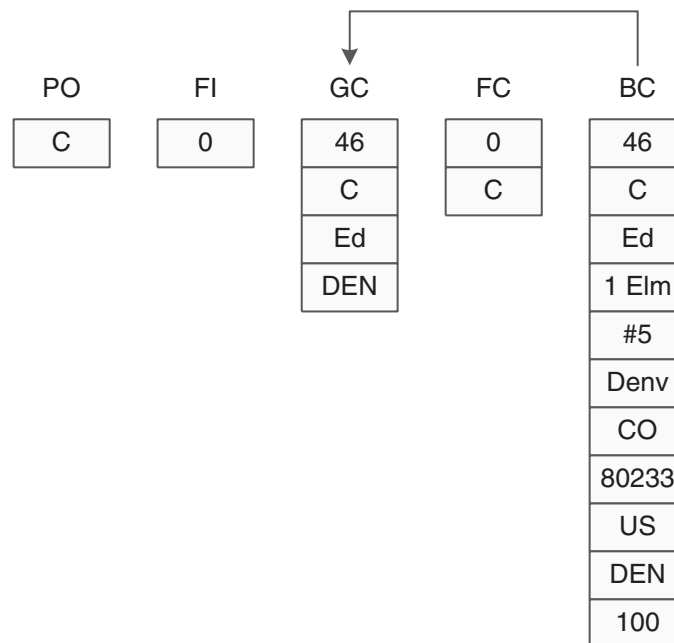 PO FI GC FC BC
C 0 46 0 46
C C C
Ed Ed
DEN 1 Elm
#5
Denv
CO
80233
US
DEN
100